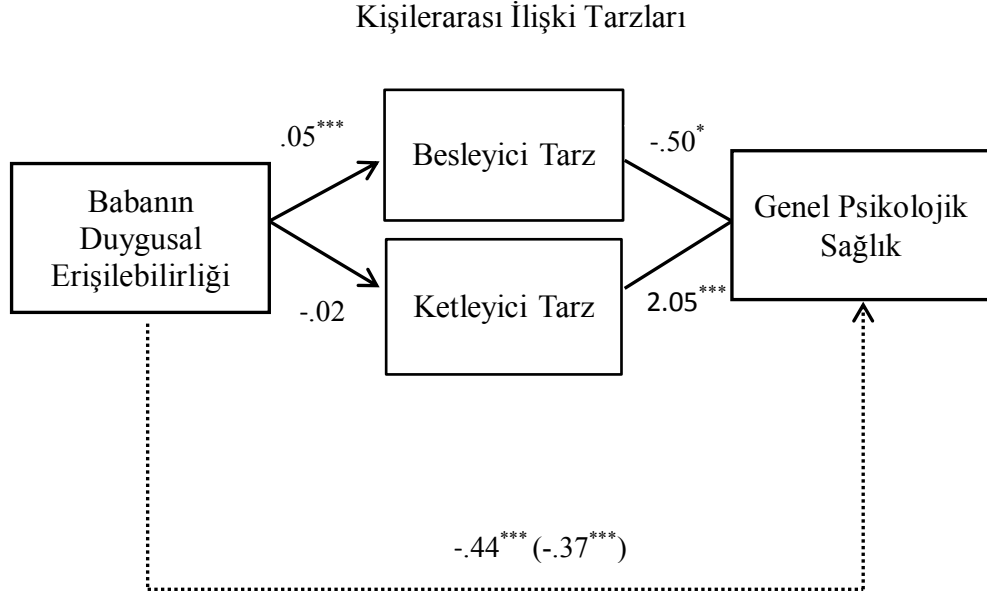 Kişilerarası İlişki Tarzları
.05***
Besleyici Tarz
-.50*
Babanın
Duygusal
Erişilebilirliği
Genel Psikolojik
Sağlık
-.02
Ketleyici Tarz
2.05***
-.44*** (-.37***)